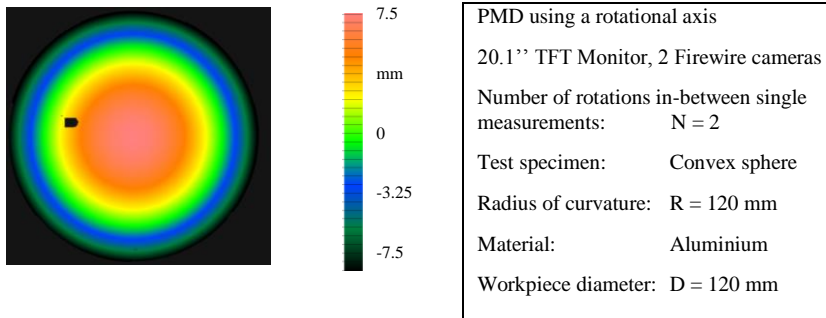 7.5
mm
0
-3.25
-7.5
PMD using a rotational axis
20.1’’ TFT Monitor, 2 Firewire cameras
Number of rotations in-between single
measurements: N = 2
Test specimen: Convex sphere
Radius of curvature: R = 120 mm
Material: Aluminium
Workpiece diameter: D = 120 mm